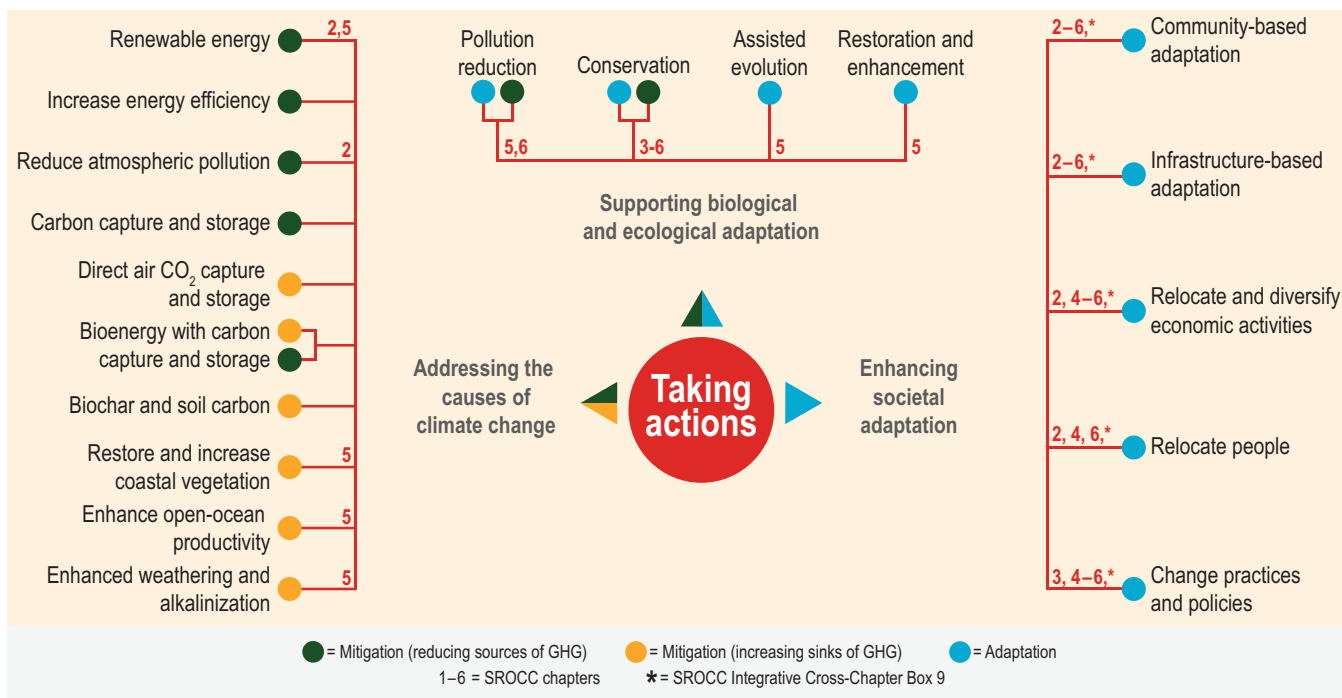 Renewable energy
2,5
Increase energy efficiency
Reduce atmospheric pollution
2
Carbon capture and storage
Direct air CO2 capture
and storage
Bioenergy with carbon
capture and storage
Biochar and soil carbon
Restore and increase
coastal vegetation
5
Enhance open-ocean
productivity
5
Enhanced weathering and
alkalinization
5
Pollution
reduction
5,6
Conservation
3-6
Assisted
evolution
5
Restoration and
enhancement
5
Supporting biological
and ecological adaptation
Addressing the
causes of
climate change
Taking
actions
Enhancing
societal
adaptation
2–6,*
Community-based
adaptation
2–6,*
Infrastructure-based
adaptation
2, 4–6,*
Relocate and diversify
economic activities
2, 4, 6,*
Relocate people
3, 4–6,*
Change practices
and policies
= Mitigation (reducing sources of GHG)
= Mitigation (increasing sinks of GHG)
= Adaptation
1–6 = SROCC chapters
* = SROCC Integrative Cross-Chapter Box 9